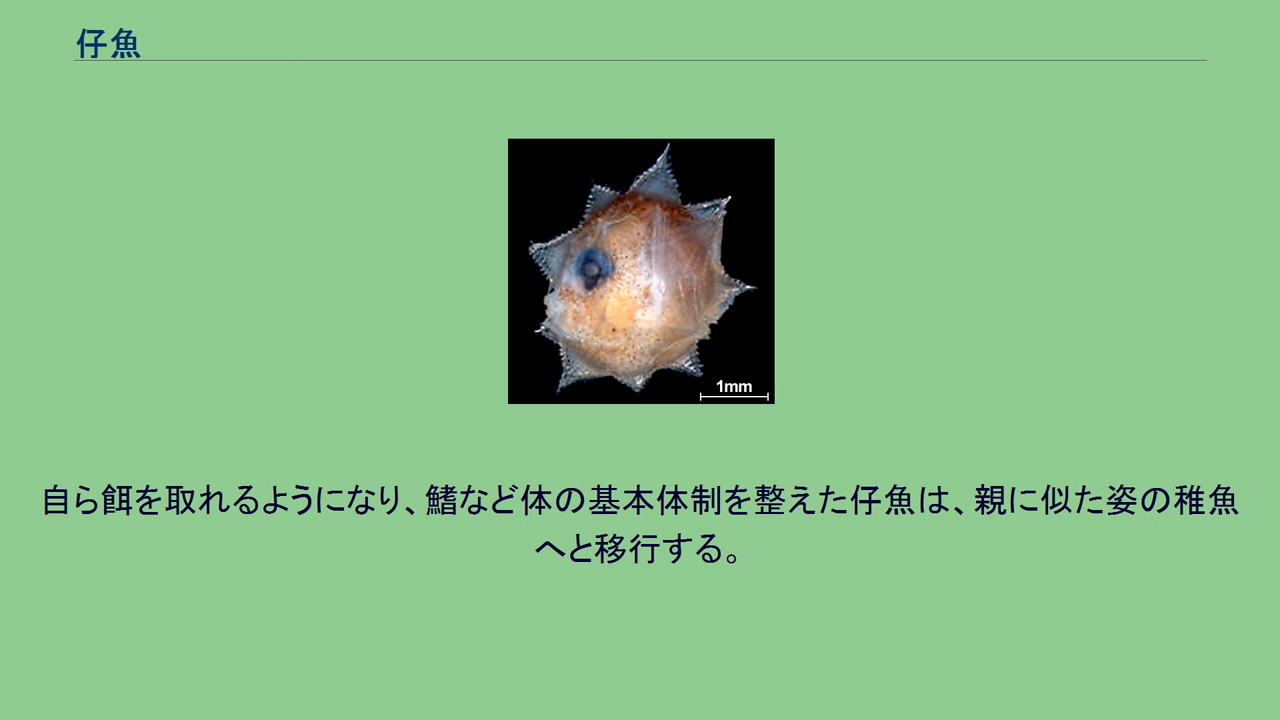 仔魚
1mm
自ら餌を取れるようになり、鰭など体の基本体制を整えた仔魚は、親に似た姿の稚魚
へと移行する。